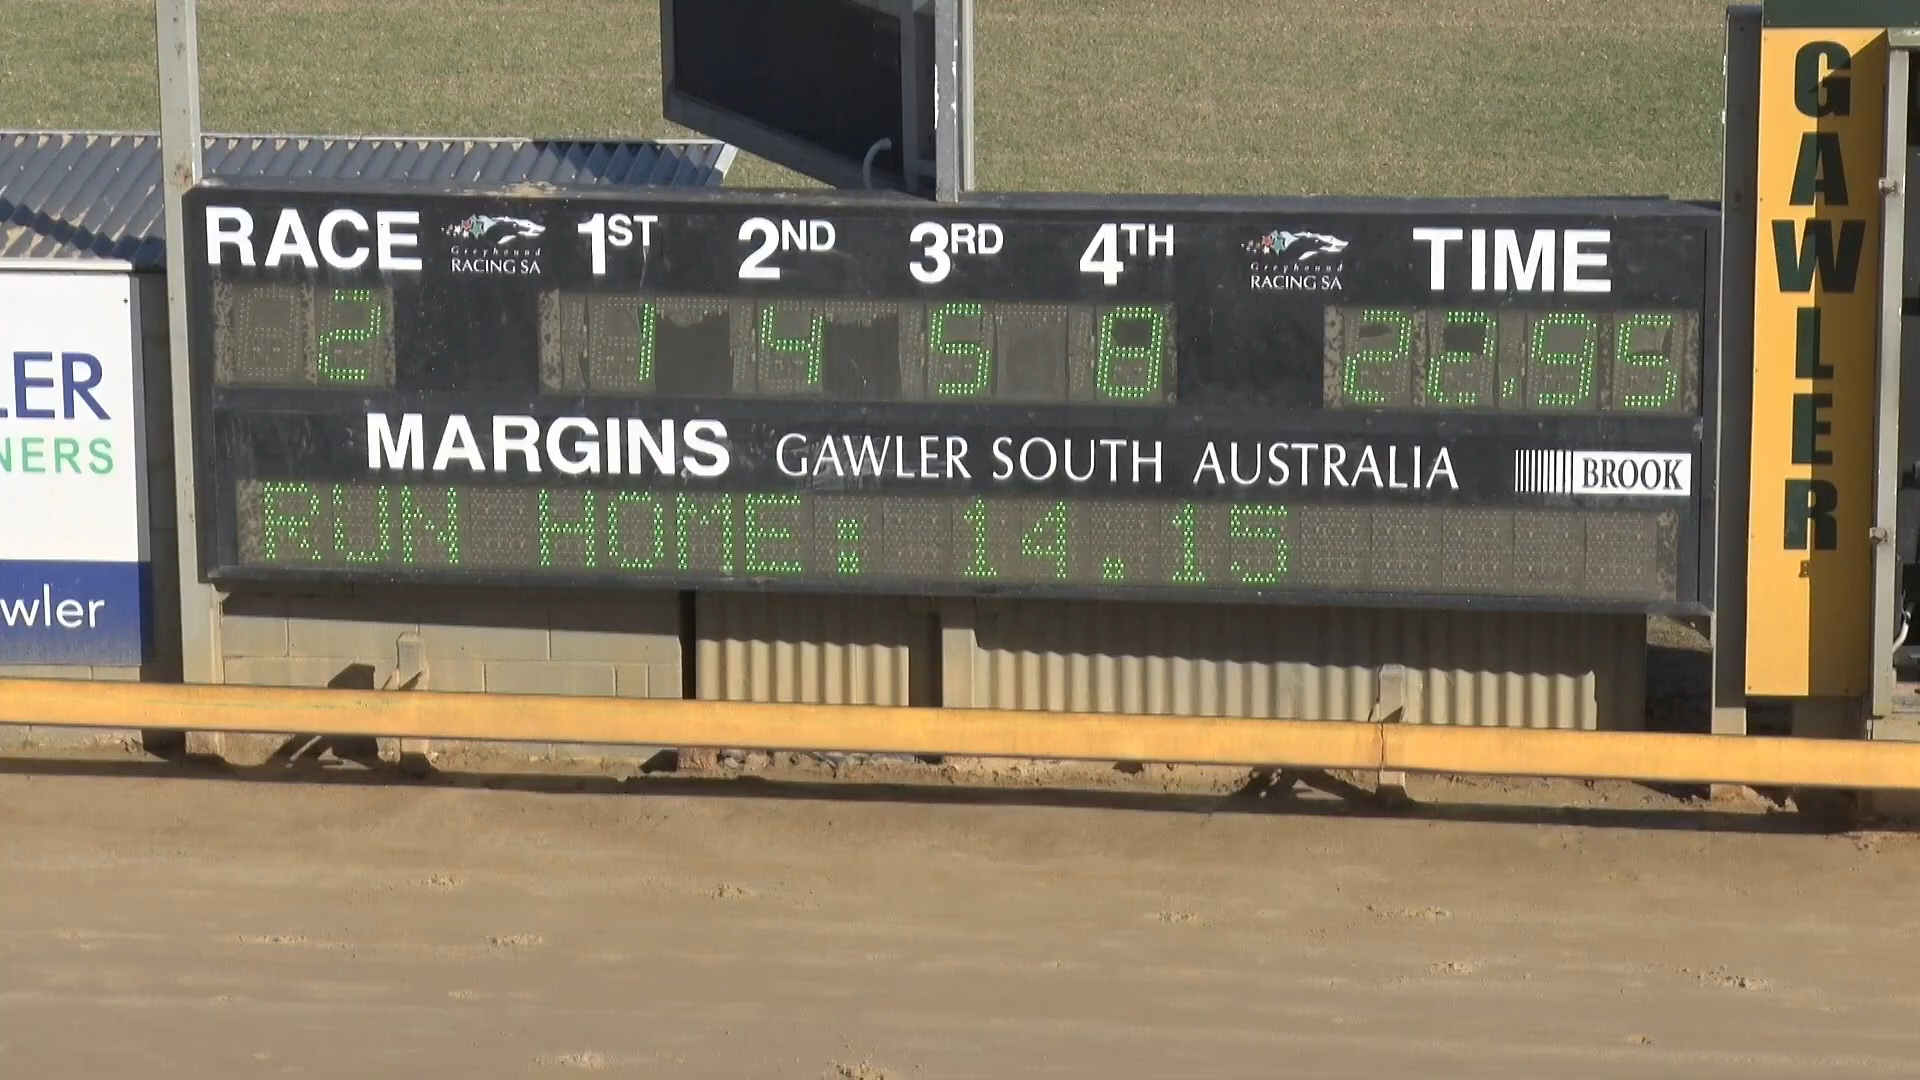 RACE 1ST 2ND 3RD 4TH TIME
Greyhound RACING SA
Greyhound RACING SA
2 1 4 5 8 22.95
MARGINS GAWLER SOUTH AUSTRALIA BROOK
RUN HOME: 14.15
GAWLER
LER
NERS
wler